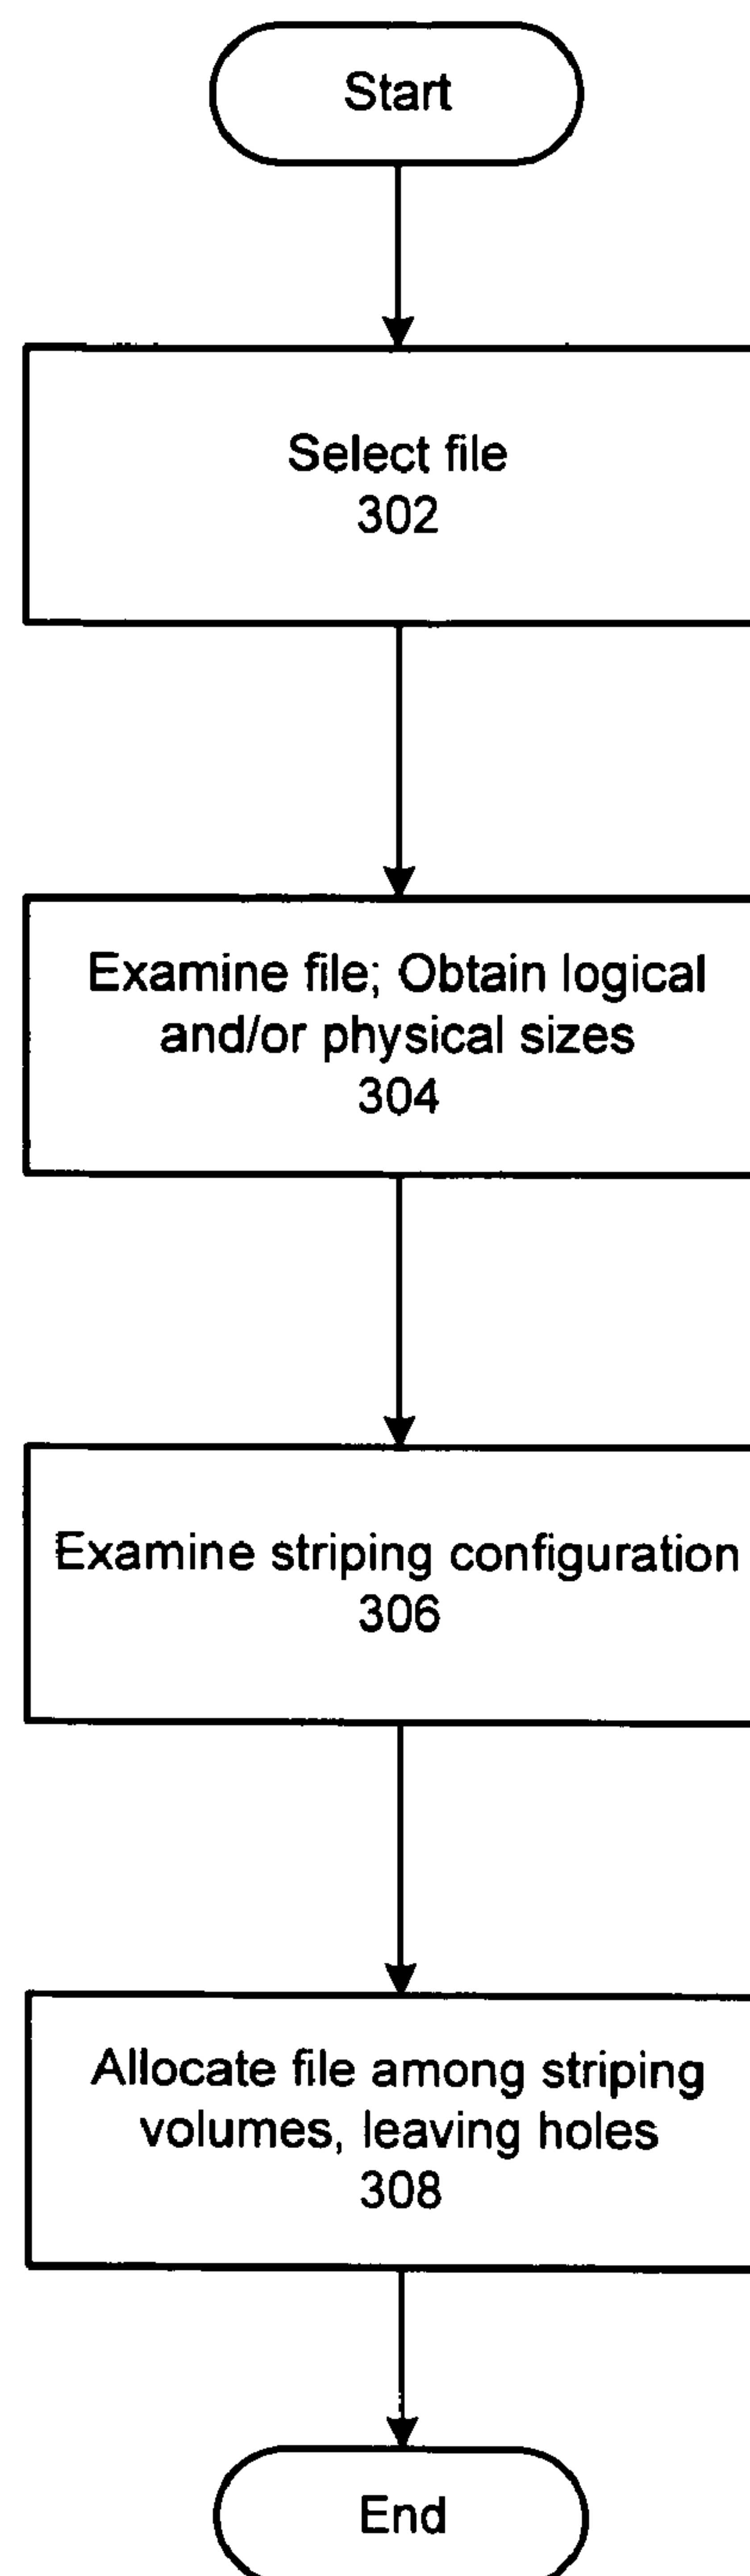 Start
Select file
302
Examine file; Obtain logical
and/or physical sizes
304
Examine striping configuration
306
Allocate file among striping
volumes, leaving holes
308
End